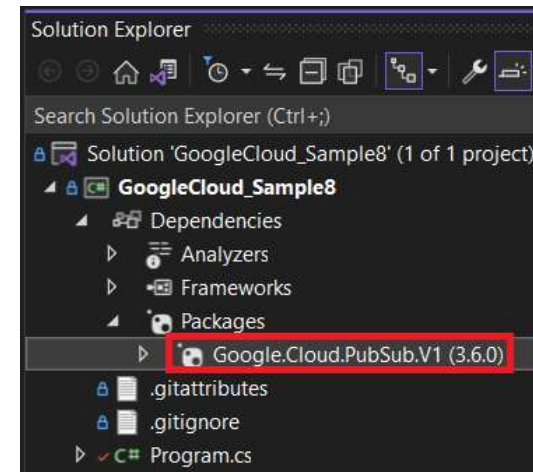 Solution Explorer
Search Solution Explorer (Ctrl+;)
Solution 'GoogleCloud_Sample8' (1 of 1 project)
C# GoogleCloud_Sample8
Dependencies
Analyzers
Frameworks
Packages
Google.Cloud.PubSub.V1 (3.6.0)
.gitattributes
.gitignore
C# Program.cs